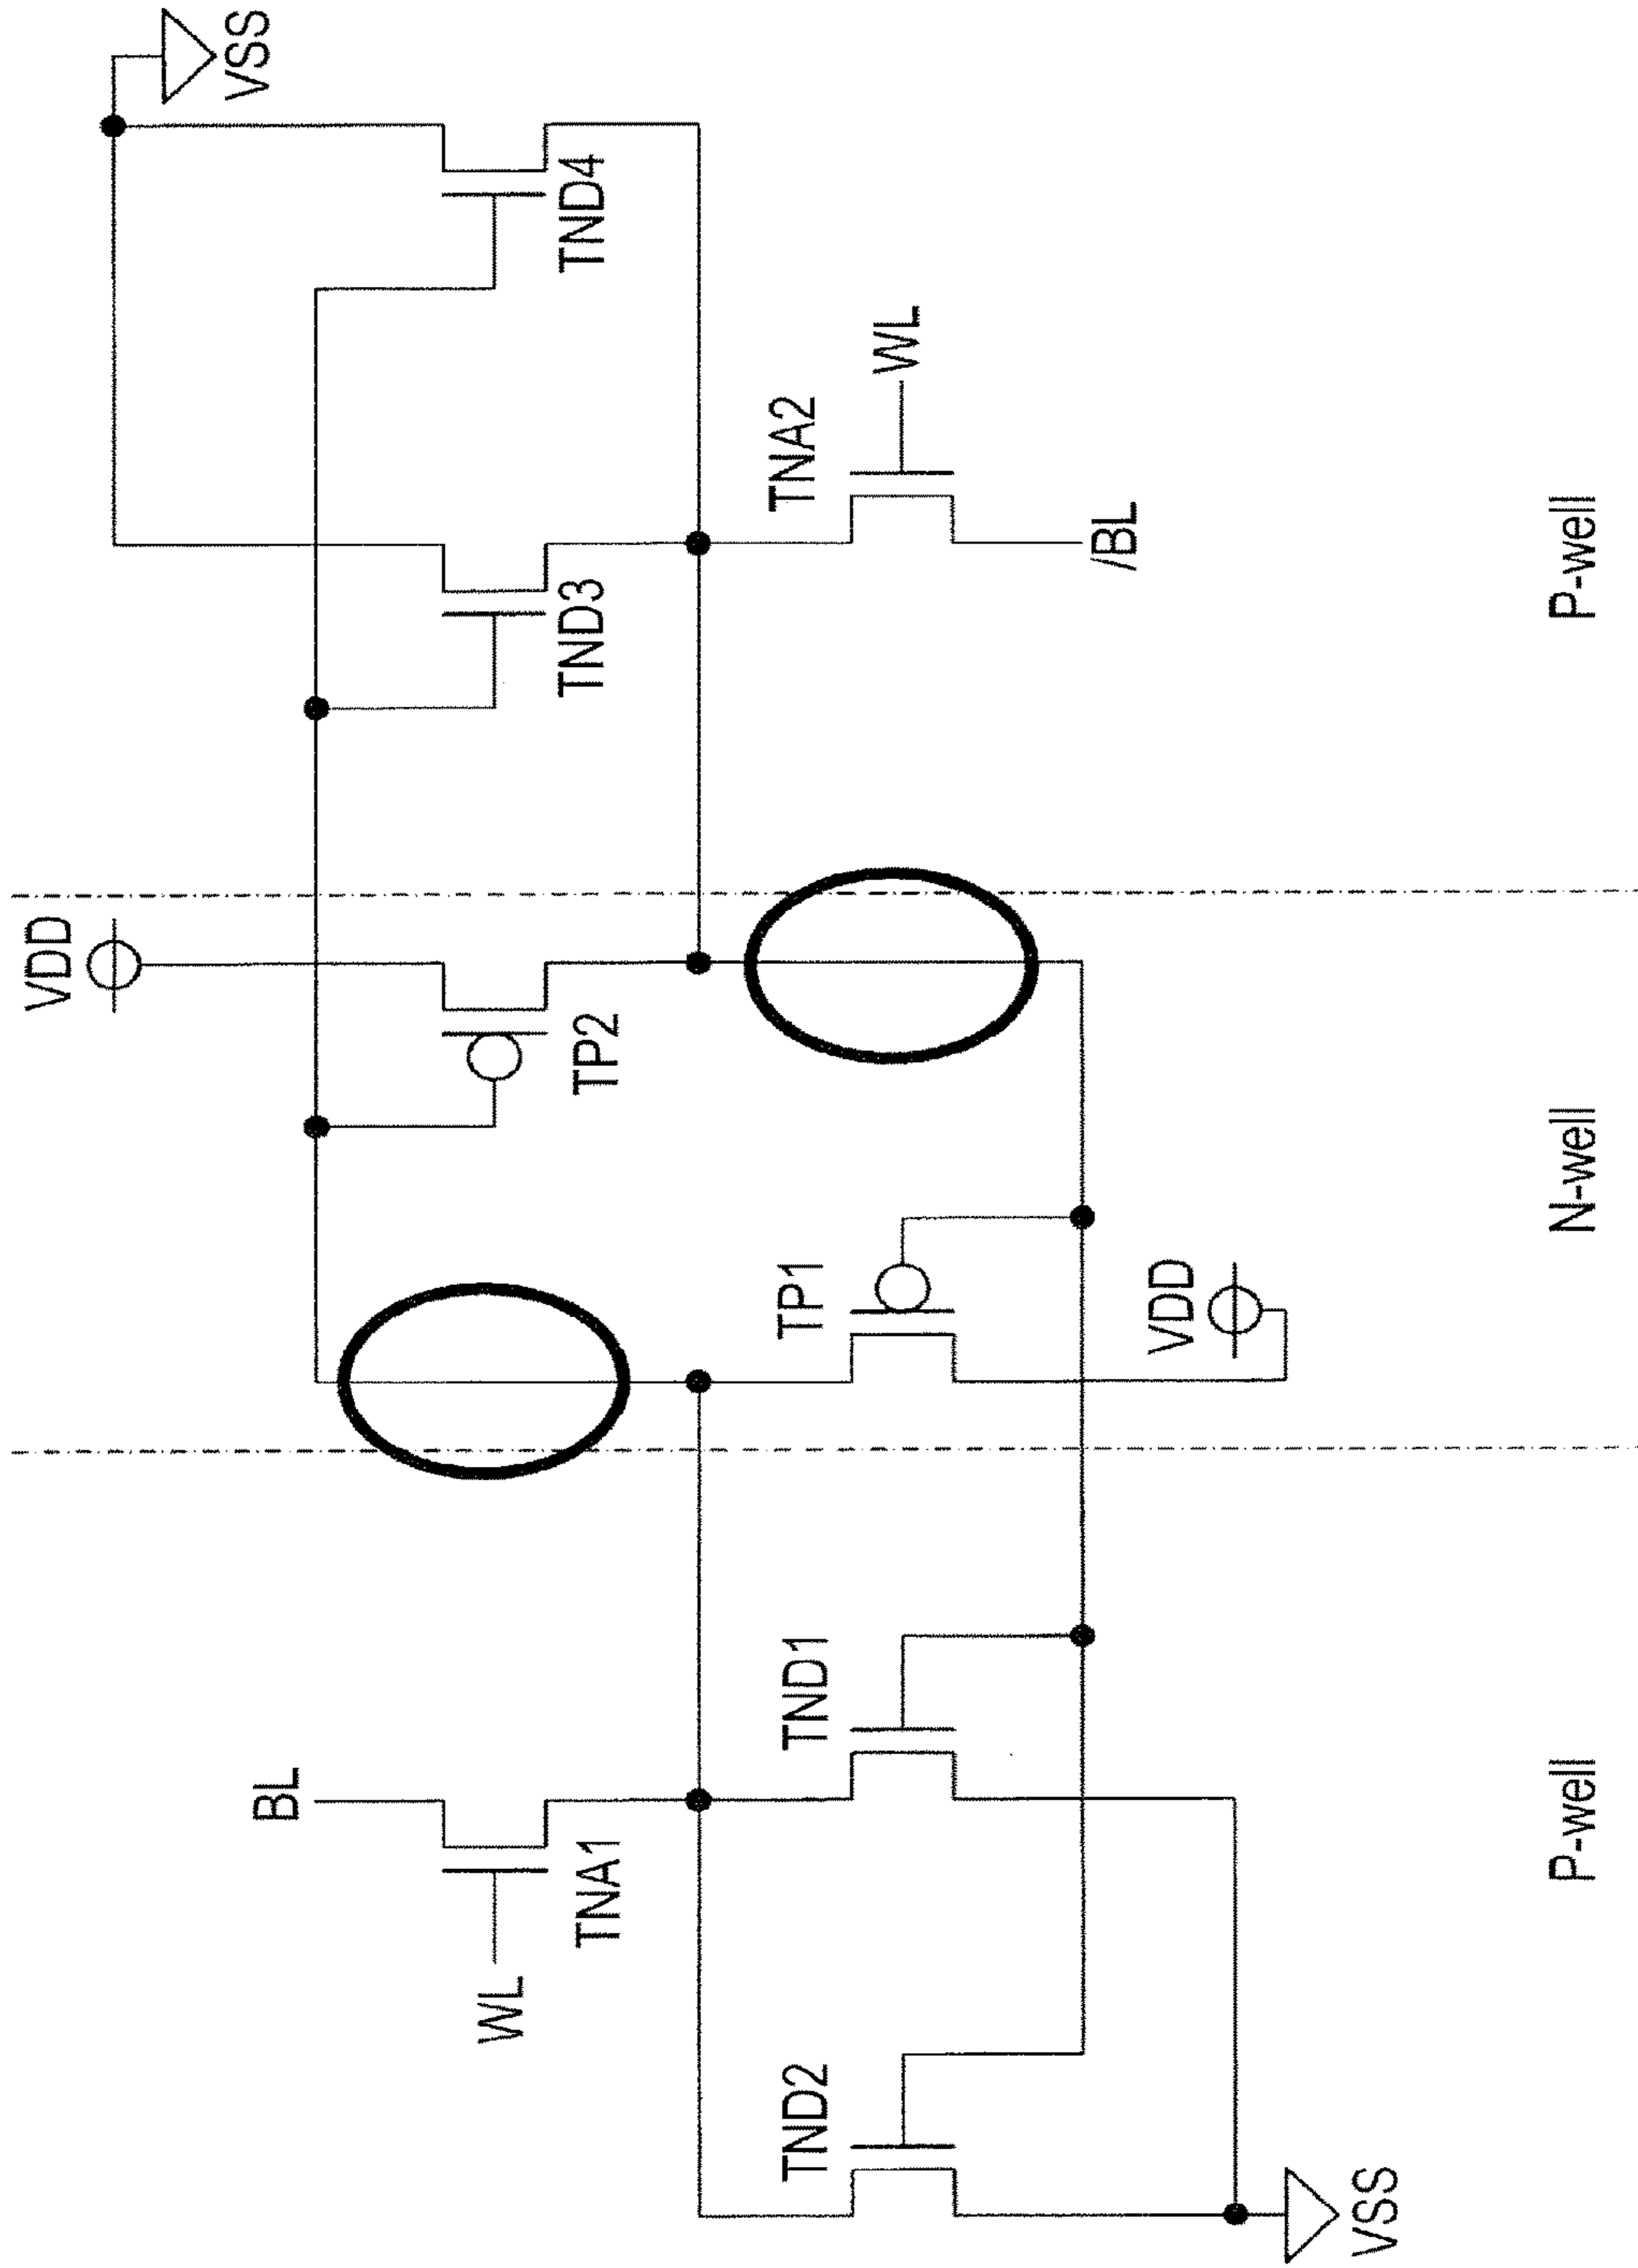 VSS
TND4
WL
TNA2
/BL
TND3
P-well
VDD
TP2
TP1
VDD
N-well
BL
TND1
TNA1
WL
TND2
VSS
P-well